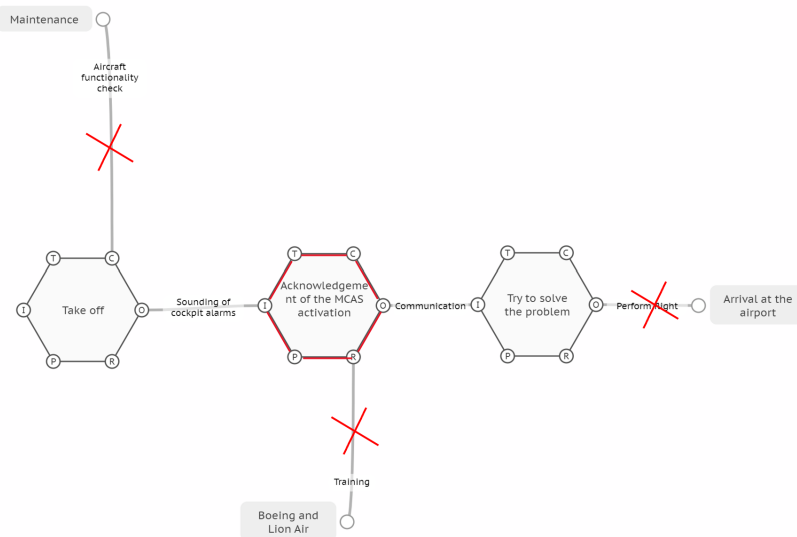 Maintenance
Aircraft
functionality
check
T
C
I
Take off
O
P
R
Sounding of
cockpit alarms
T
C
I
Acknowledgeme
nt of the MCAS
activation
O
P
R
Communication
T
C
I
Try to solve
the problem
O
P
R
Perform flight
Arrival at the
airport
Training
Boeing and
Lion Air